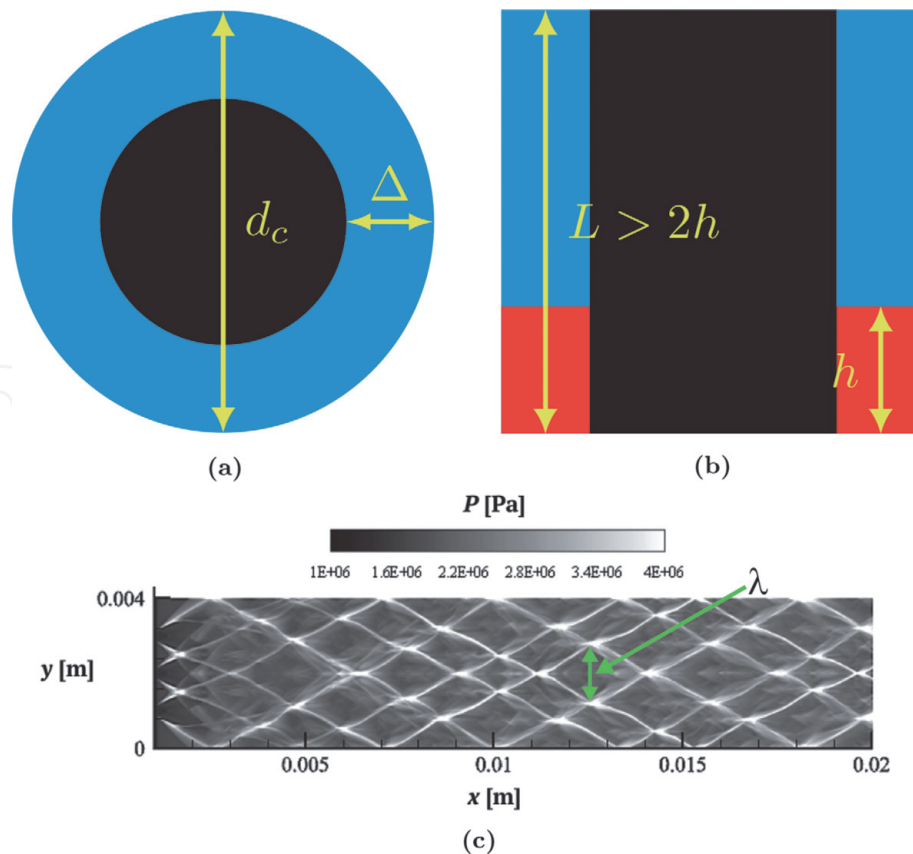 Δ
d_c
L > 2h
h
(a)
(b)
P [Pa]
1E+06 1.6E+06 2.2E+06 2.8E+06 3.4E+06 4E+06
λ
0.004
y [m]
0
0.005 0.01 0.015 0.02
x [m]
(c)